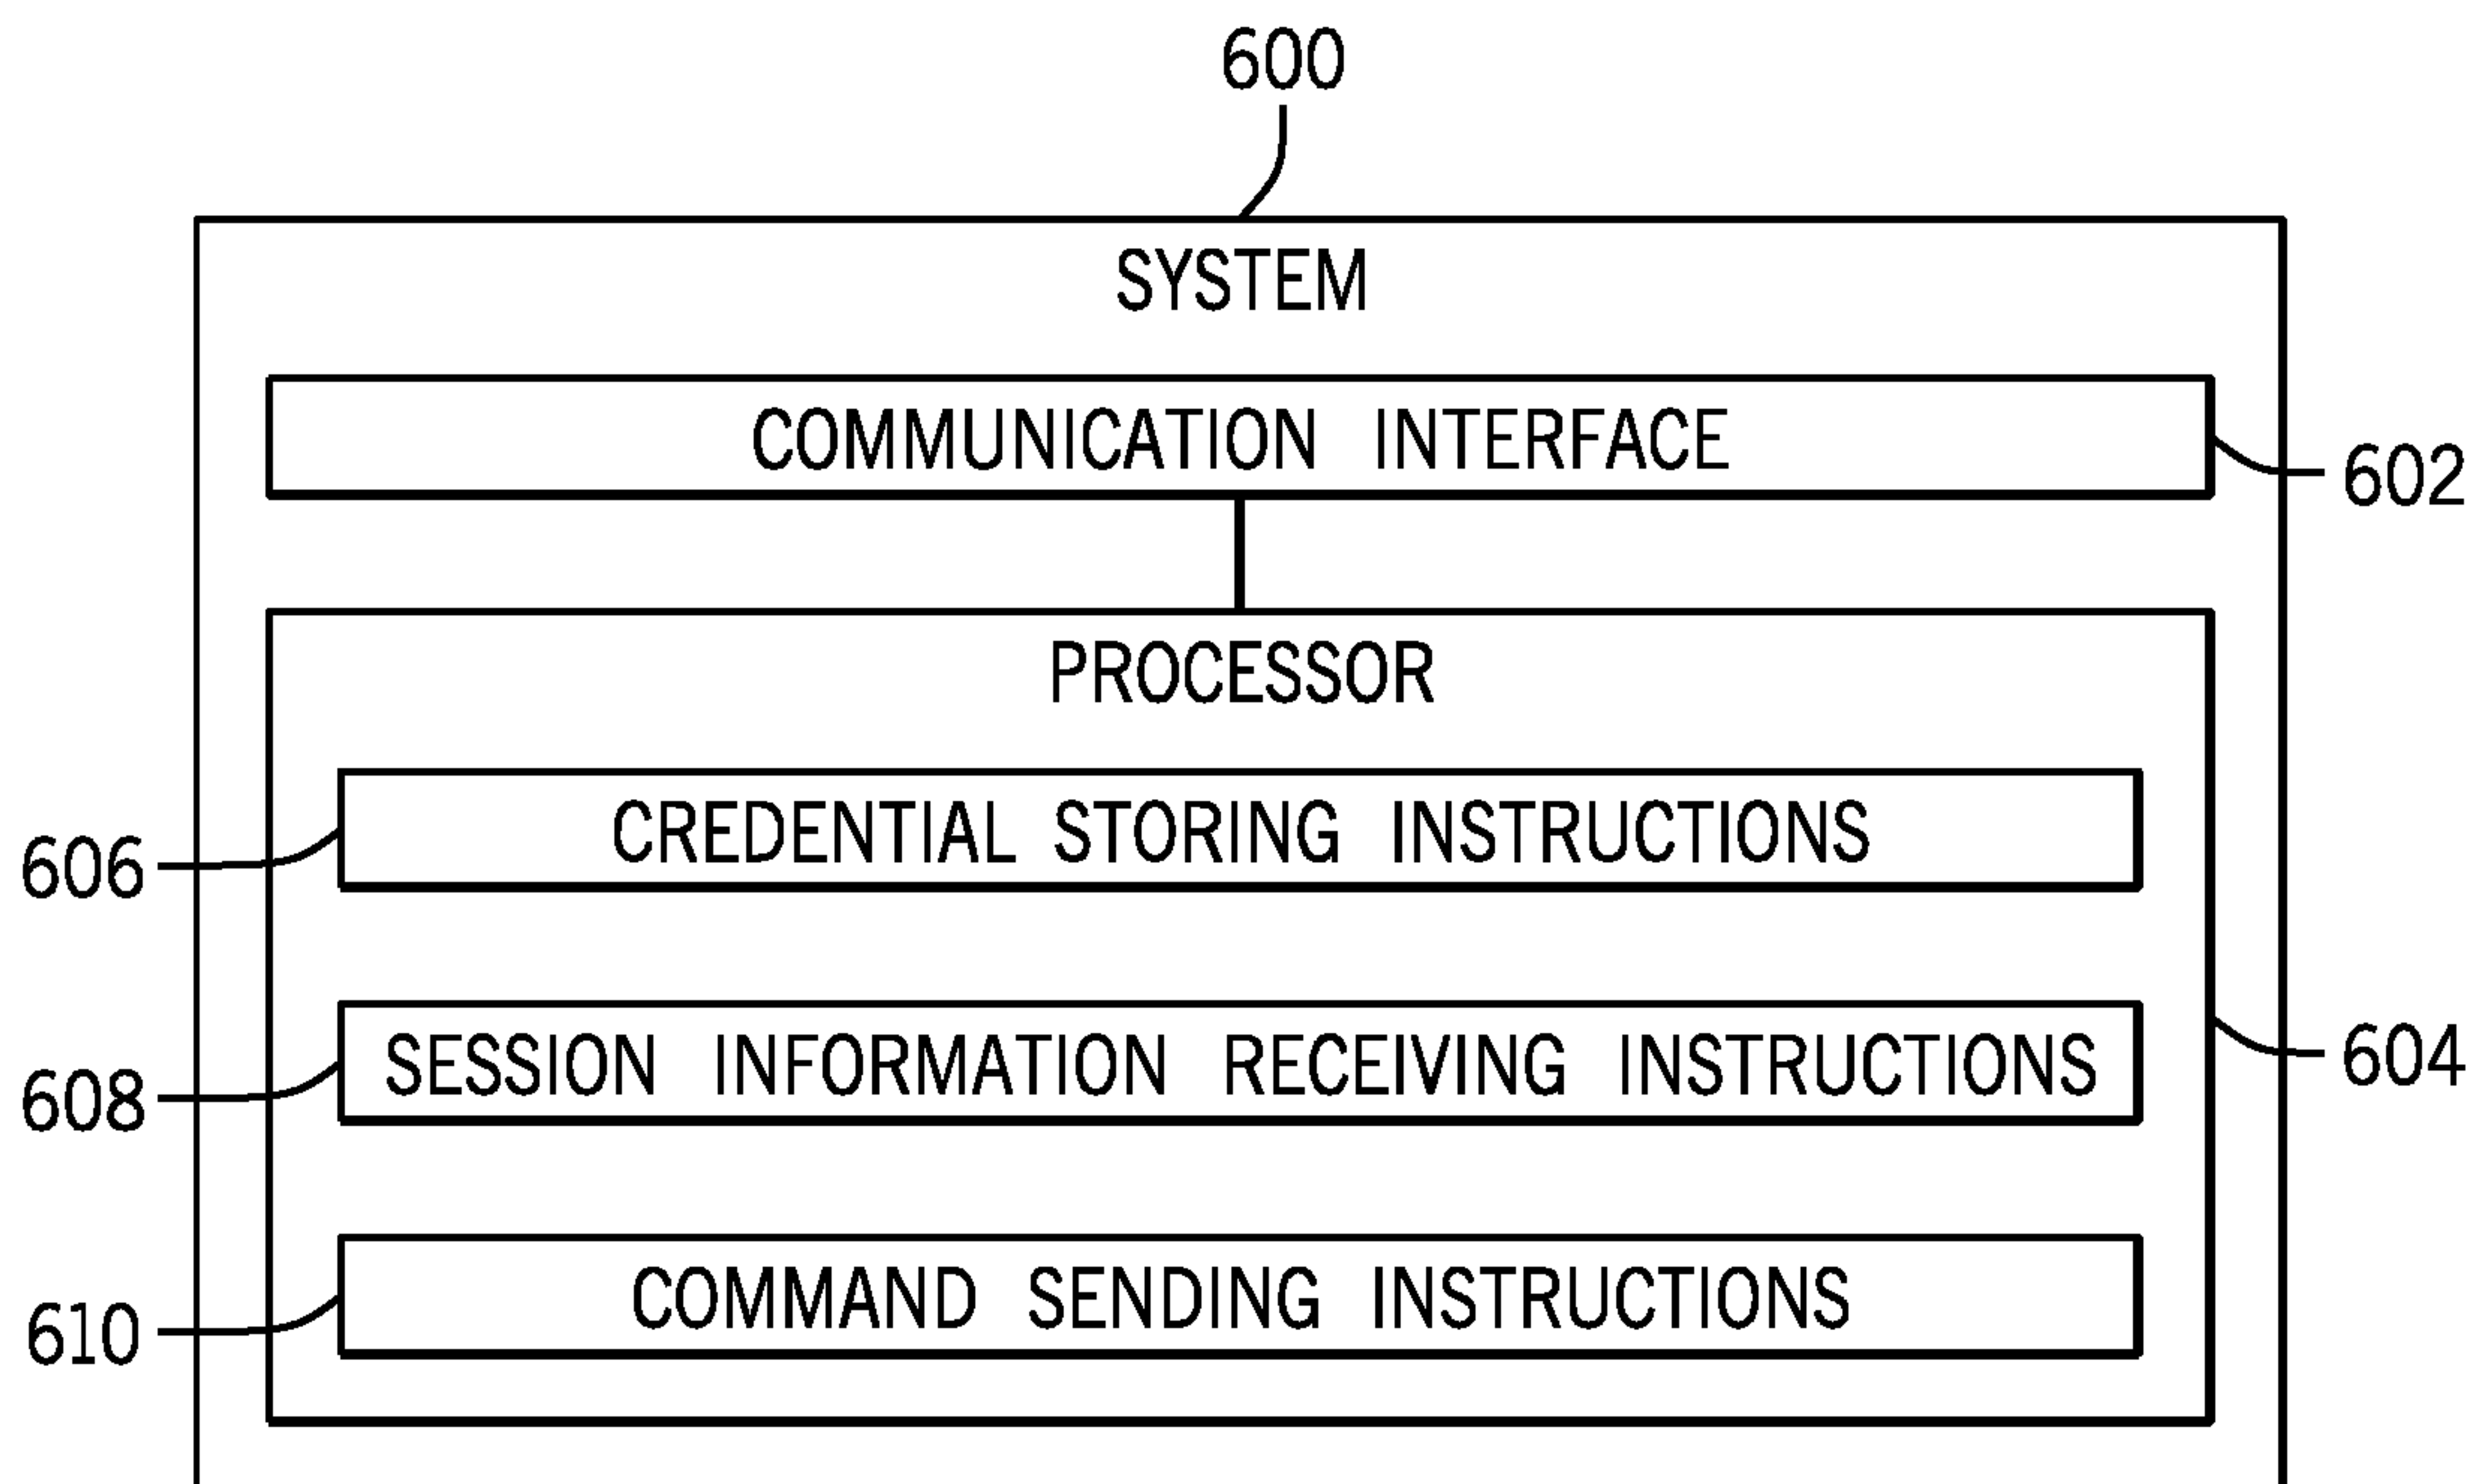 600
SYSTEM
COMMUNICATION INTERFACE
602
PROCESSOR
CREDENTIAL STORING INSTRUCTIONS
606
SESSION INFORMATION RECEIVING INSTRUCTIONS
604
608
COMMAND SENDING INSTRUCTIONS
610